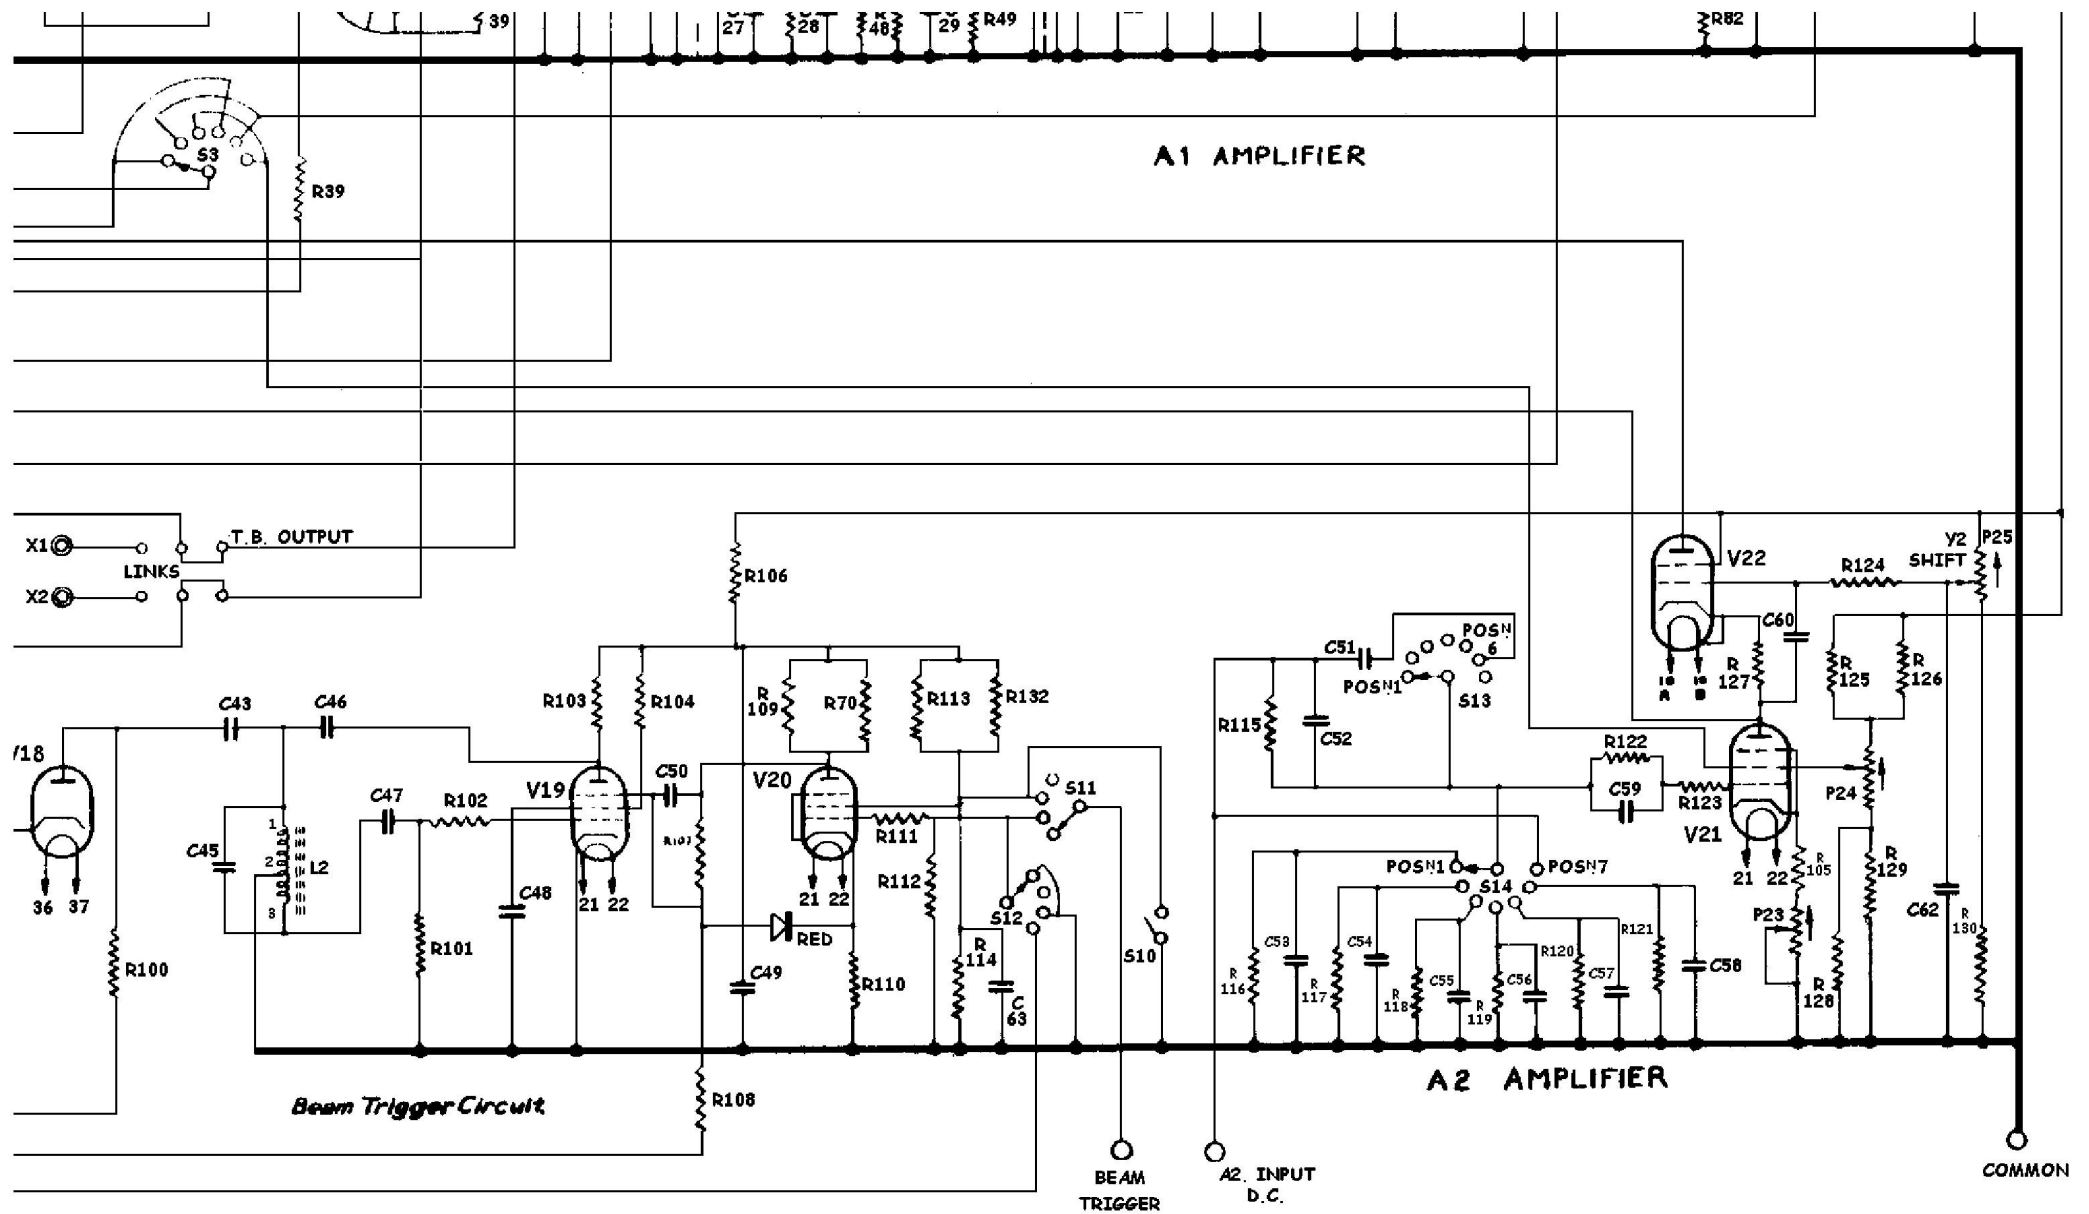 39
27
28
48
29
R49
R82
S3
R39
A1 AMPLIFIER
X1
T.B. OUTPUT
LINKS
X2
R106
V22
Y2
SHIFT
P25
R124
C60
R
127
R
125
R
126
C51
POSN
6
POSN1
S13
R115
C52
R103
R104
R
109
R70
R113
R132
C43
C46
V18
V19
C50
V20
S11
R122
C59
R123
V21
P24
C47
R102
R107
R111
1
2
3
C45
L2
36 37
21 22
21 22
21 22
R112
S12
S10
POSN1
POSN7
S14
R
105
R
129
P23
C48
RED
R101
R100
C49
R110
R
114
C
63
R
116
C53
R
117
C54
R
118
C55
R
119
C56
R120
C57
R121
C58
R
128
C62
R
130
A2 AMPLIFIER
Beam Trigger Circuit
R108
BEAM
TRIGGER
A2. INPUT
D.C.
COMMON